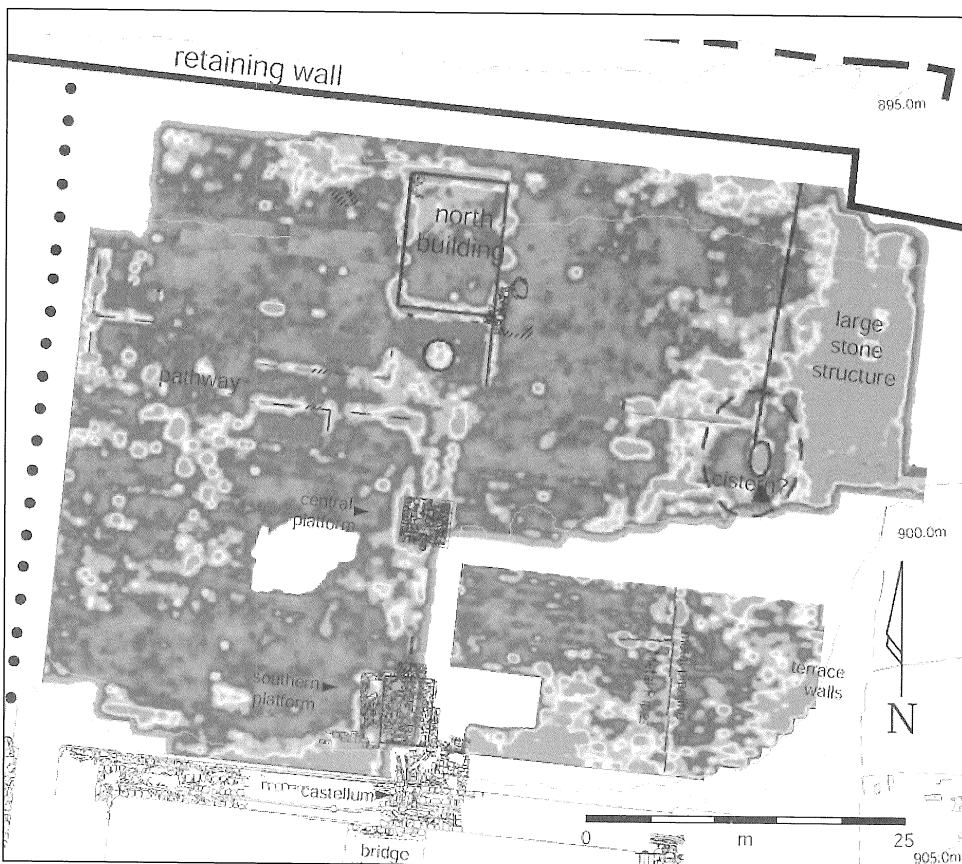 retaining wall
895.0m
north
building
large
stone
structure
pathway
cistern?
central
platform
900.0m
southern
platform
terrace
walls
N
castellum
bridge
0 m 25
905.0m